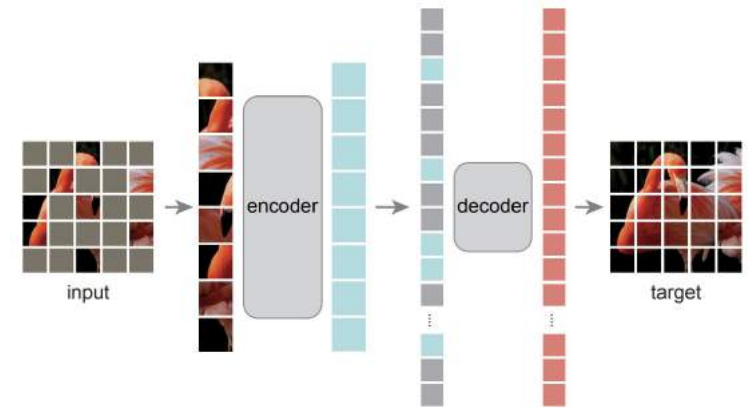 input
encoder
decoder
target